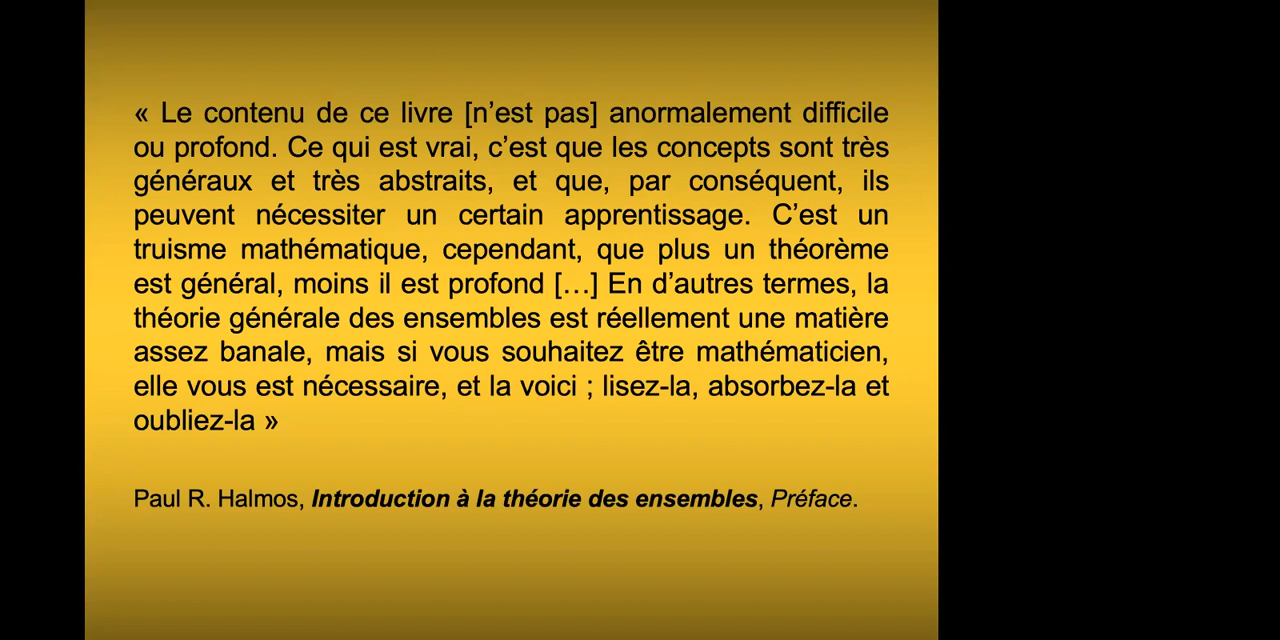 « Le contenu de ce livre [n’est pas] anormalement difficile
ou profond. Ce qui est vrai, c’est que les concepts sont très
généraux et très abstraits, et que, par conséquent, ils
peuvent nécessiter un certain apprentissage. C’est un
truisme mathématique, cependant, que plus un théorème
est général, moins il est profond […] En d’autres termes, la
théorie générale des ensembles est réellement une matière
assez banale, mais si vous souhaitez être mathématicien,
elle vous est nécessaire, et la voici ; lisez-la, absorbez-la et
oubliez-la »
Paul R. Halmos, Introduction à la théorie des ensembles, Préface.